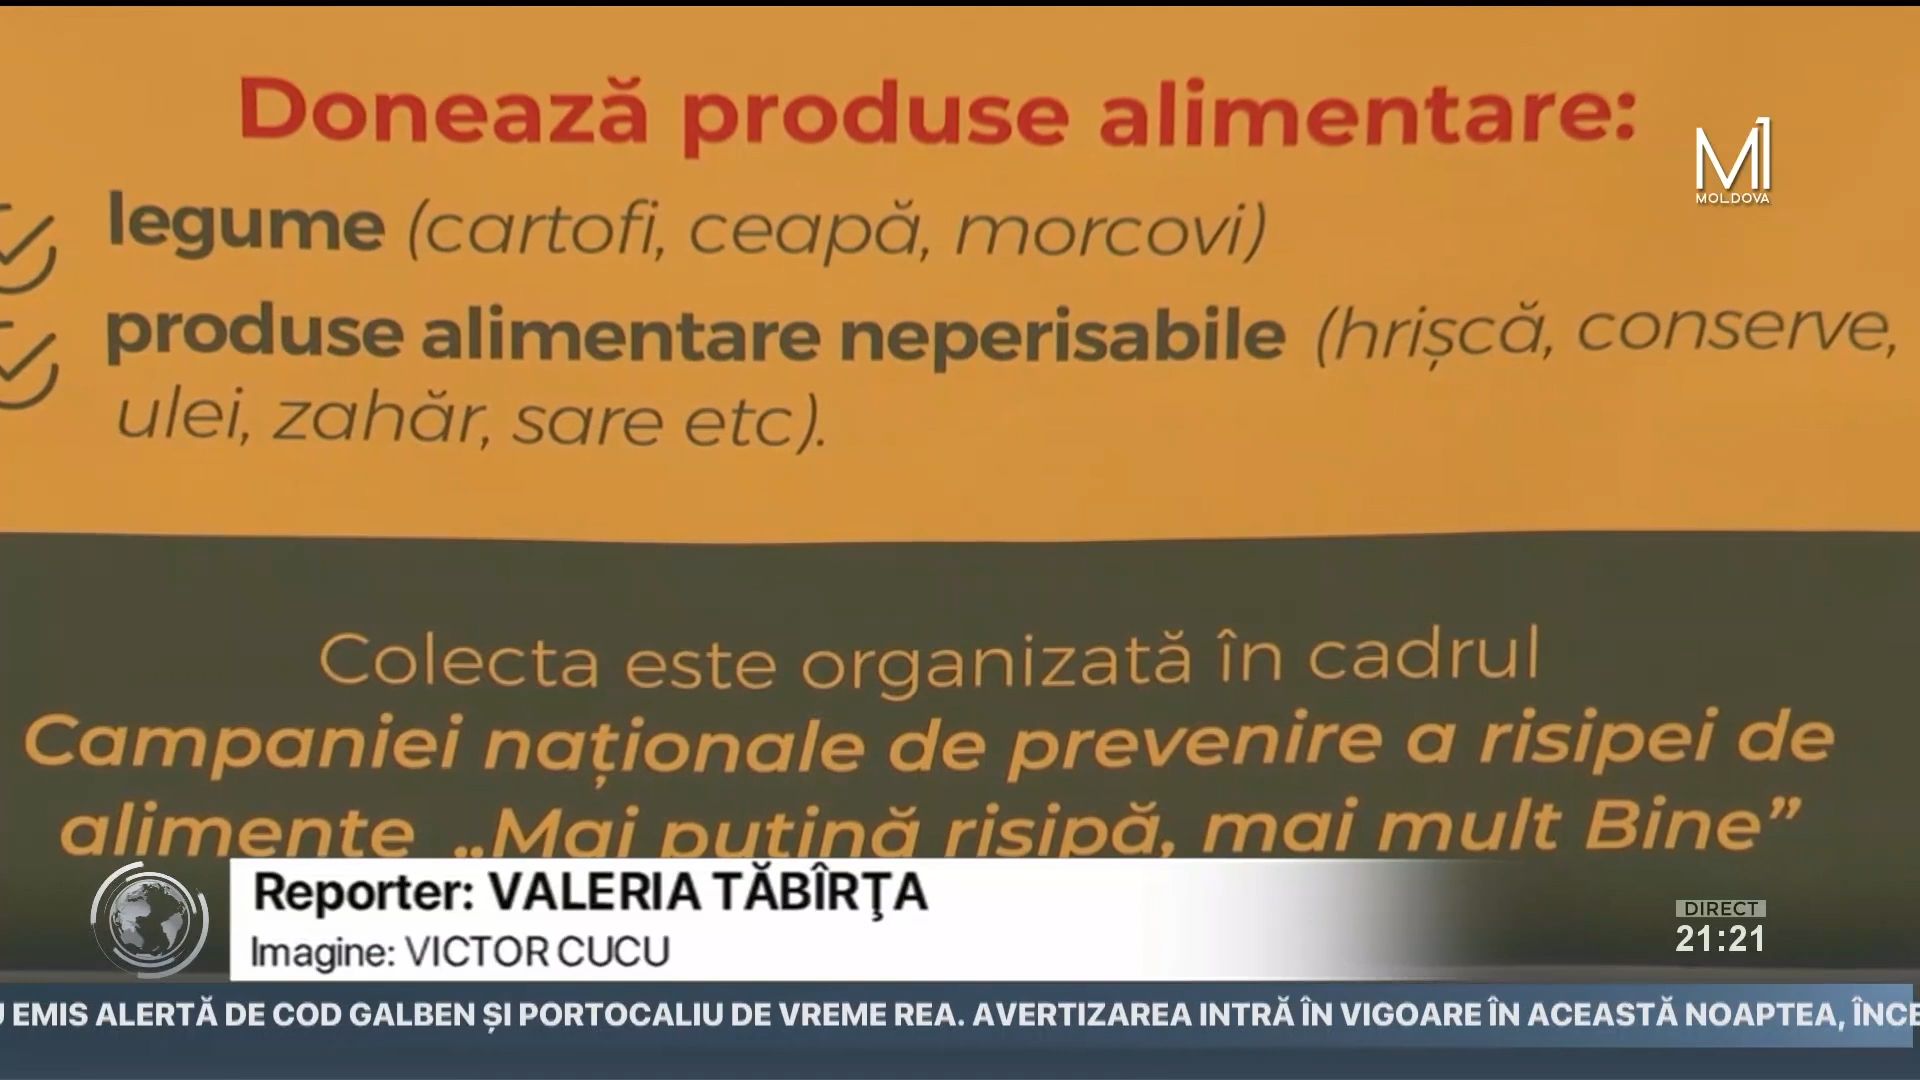 Donează produse alimentare:
M1
MOLDOVA
legume (cartofi, ceapă, morcovi)
produse alimentare neperisabile (hrișcă, conserve,
ulei, zahăr, sare etc).
Colecta este organizată în cadrul
Campaniei naționale de prevenire a risipei de
alimente „Mai puțină risipă, mai mult Bine”
Reporter: VALERIA TĂBÎRŢA
Imagine: VICTOR CUCU
DIRECT
21:21
EMIS ALERTĂ DE COD GALBEN ȘI PORTOCALIU DE VREME REA. AVERTIZAREA INTRĂ ÎN VIGOARE ÎN ACEASTĂ NOAPTEA, ÎNCE